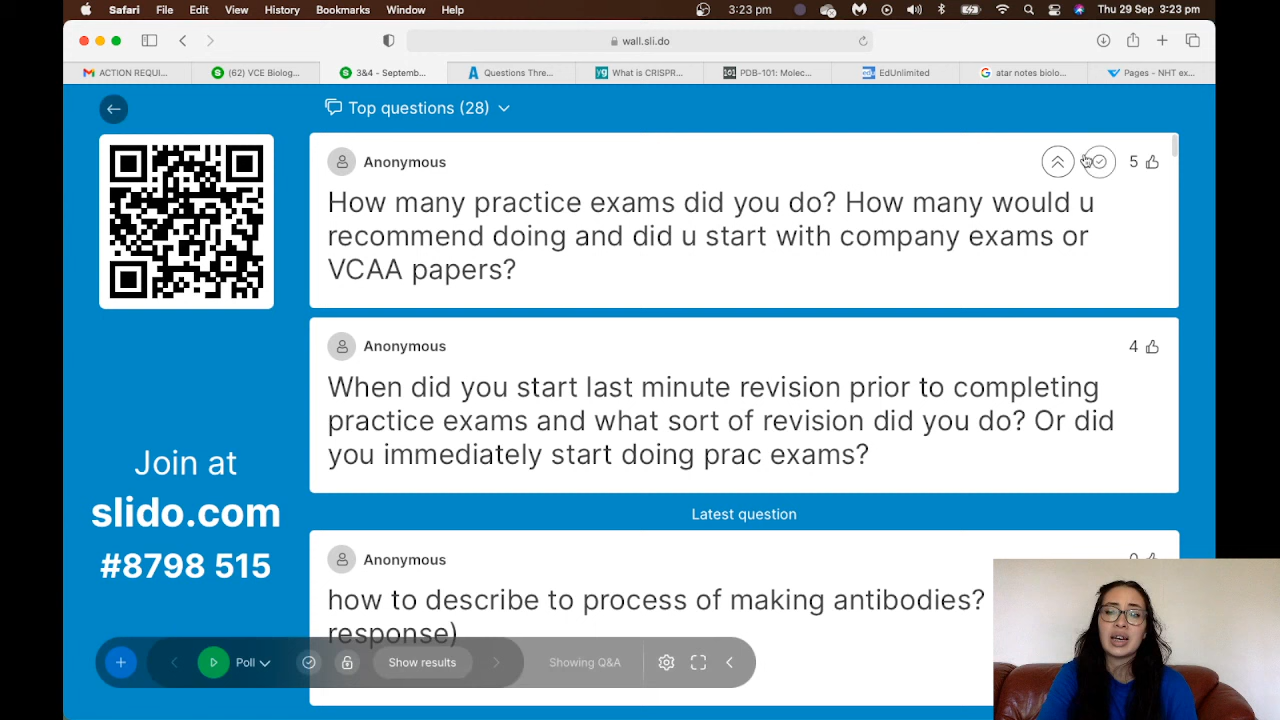 Safari File Edit View History Bookmarks Window Help 3:23 pm Thu 29 Sep 3:23 pm
wall.sli.do
ACTION REQUI... (62) VCE Biolog... 3&4 - Septemb... Questions Thre... What is CRISPR... PDB-101: Molec... EdUnlimited atar notes biolo... Pages - NHT ex...
Top questions (28)
Anonymous
5
How many practice exams did you do? How many would u
recommend doing and did u start with company exams or
VCAA papers?
Anonymous
4
When did you start last minute revision prior to completing
practice exams and what sort of revision did you do? Or did
you immediately start doing prac exams?
Join at
slido.com
#8798 515
Latest question
Anonymous
0
how to describe to process of making antibodies?
response)
Poll
Show results
Showing Q&A